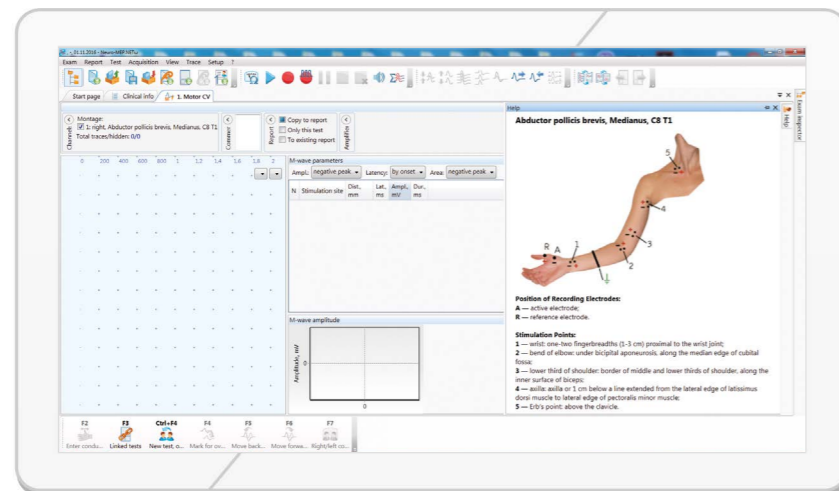 - 01.11.2018 - Neuro-MEP.NETω
Exam Report Test Acquisition View Trace Setup ?
Start page Clinical info 1. Motor CV
Help
Exam Inspector
Help
Channels
Montage:
1: right, Abductor pollicis brevis, Medianus, C8 T1
Total traces/hidden: 0/0
Report
Copy to report
Only this test
To existing report
Amplifier
0 200 400 600 800 1 1,2 1,4 1,6 1,8 2
M-wave parameters
Ampl.: negative peak Latency: by onset Area: negative peak
N Stimulation site Dist., mm Lat., ms Ampl., mV Dur., ms
M-wave amplitude
Amplitude, mV
0
0
Abductor pollicis brevis, Medianus, C8 T1
5
4
3
2
1
R A
Position of Recording Electrodes:
A — active electrode;
R — reference electrode.
Stimulation Points:
1 — wrist: one-two fingerbreadths (1-3 cm) proximal to the wrist joint;
2 — bend of elbow: under bicipital aponeurosis, along the median edge of cubital
fossa;
3 — lower third of shoulder: border of middle and lower thirds of shoulder, along the
inner surface of biceps;
4 — axilla: axilla or 1 cm below a line extended from the lateral edge of latissimus
dorsi muscle to lateral edge of pectoralis minor muscle;
5 — Erb's point: above the clavicle.
F2 F3 Ctrl+F4 F4 F5 F6 F7
Enter condu... Linked tests New test, o... Mark for ov... Move back... Move forwa... Right/left co...